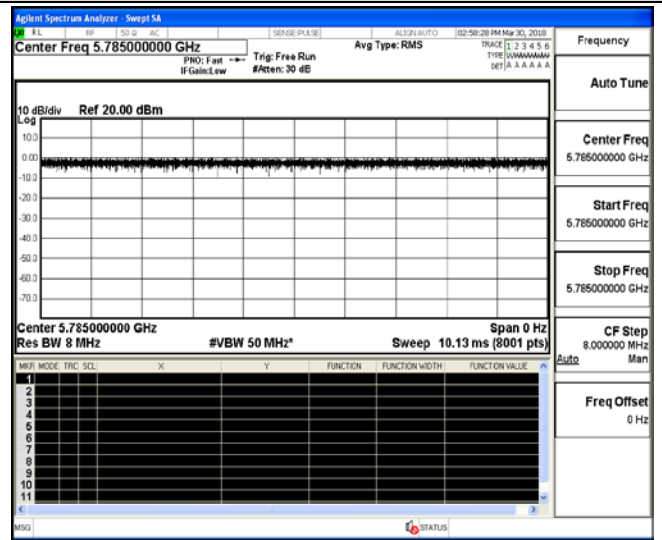 Agilent Spectrum Analyzer - Swept SA
RL RF 50 Ω AC SENSE:PULSE ALIGN AUTO 02:58:28 PM Mar 30, 2018
Center Freq 5.785000000 GHz
PNO: Fast
IFGain:Low
Trig: Free Run
#Atten: 30 dB
Avg Type: RMS
TRACE 1 2 3 4 5 6
TYPE
DET A A A A A A
10 dB/div Ref 20.00 dBm
Log
10.0
0.00
-10.0
-20.0
-30.0
-40.0
-50.0
-60.0
-70.0
Center 5.785000000 GHz Span 0 Hz
Res BW 8 MHz #VBW 50 MHz* Sweep 10.13 ms (8001 pts)
MKR MODE TRC SCL X Y FUNCTION FUNCTION WIDTH FUNCTION VALUE
1
2
3
4
5
6
7
8
9
10
11
MSG STATUS
Frequency
Auto Tune
Center Freq
5.785000000 GHz
Start Freq
5.785000000 GHz
Stop Freq
5.785000000 GHz
CF Step
8.000000 MHz
Auto Man
Freq Offset
0 Hz